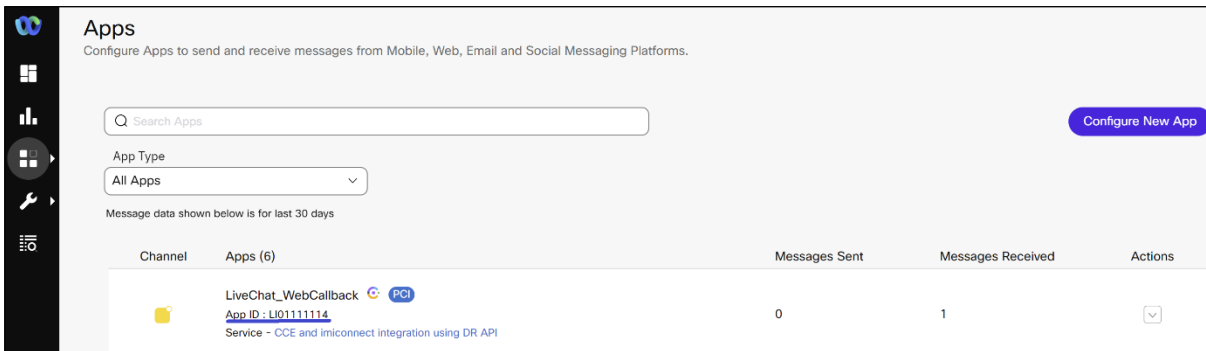 Apps
Configure Apps to send and receive messages from Mobile, Web, Email and Social Messaging Platforms.
Search Apps
Configure New App
App Type
All Apps
Message data shown below is for last 30 days
Channel Apps (6) Messages Sent Messages Received Actions
LiveChat_WebCallback PCI
App ID : LI01111114 0 1
Service - CCE and imiconnect integration using DR API